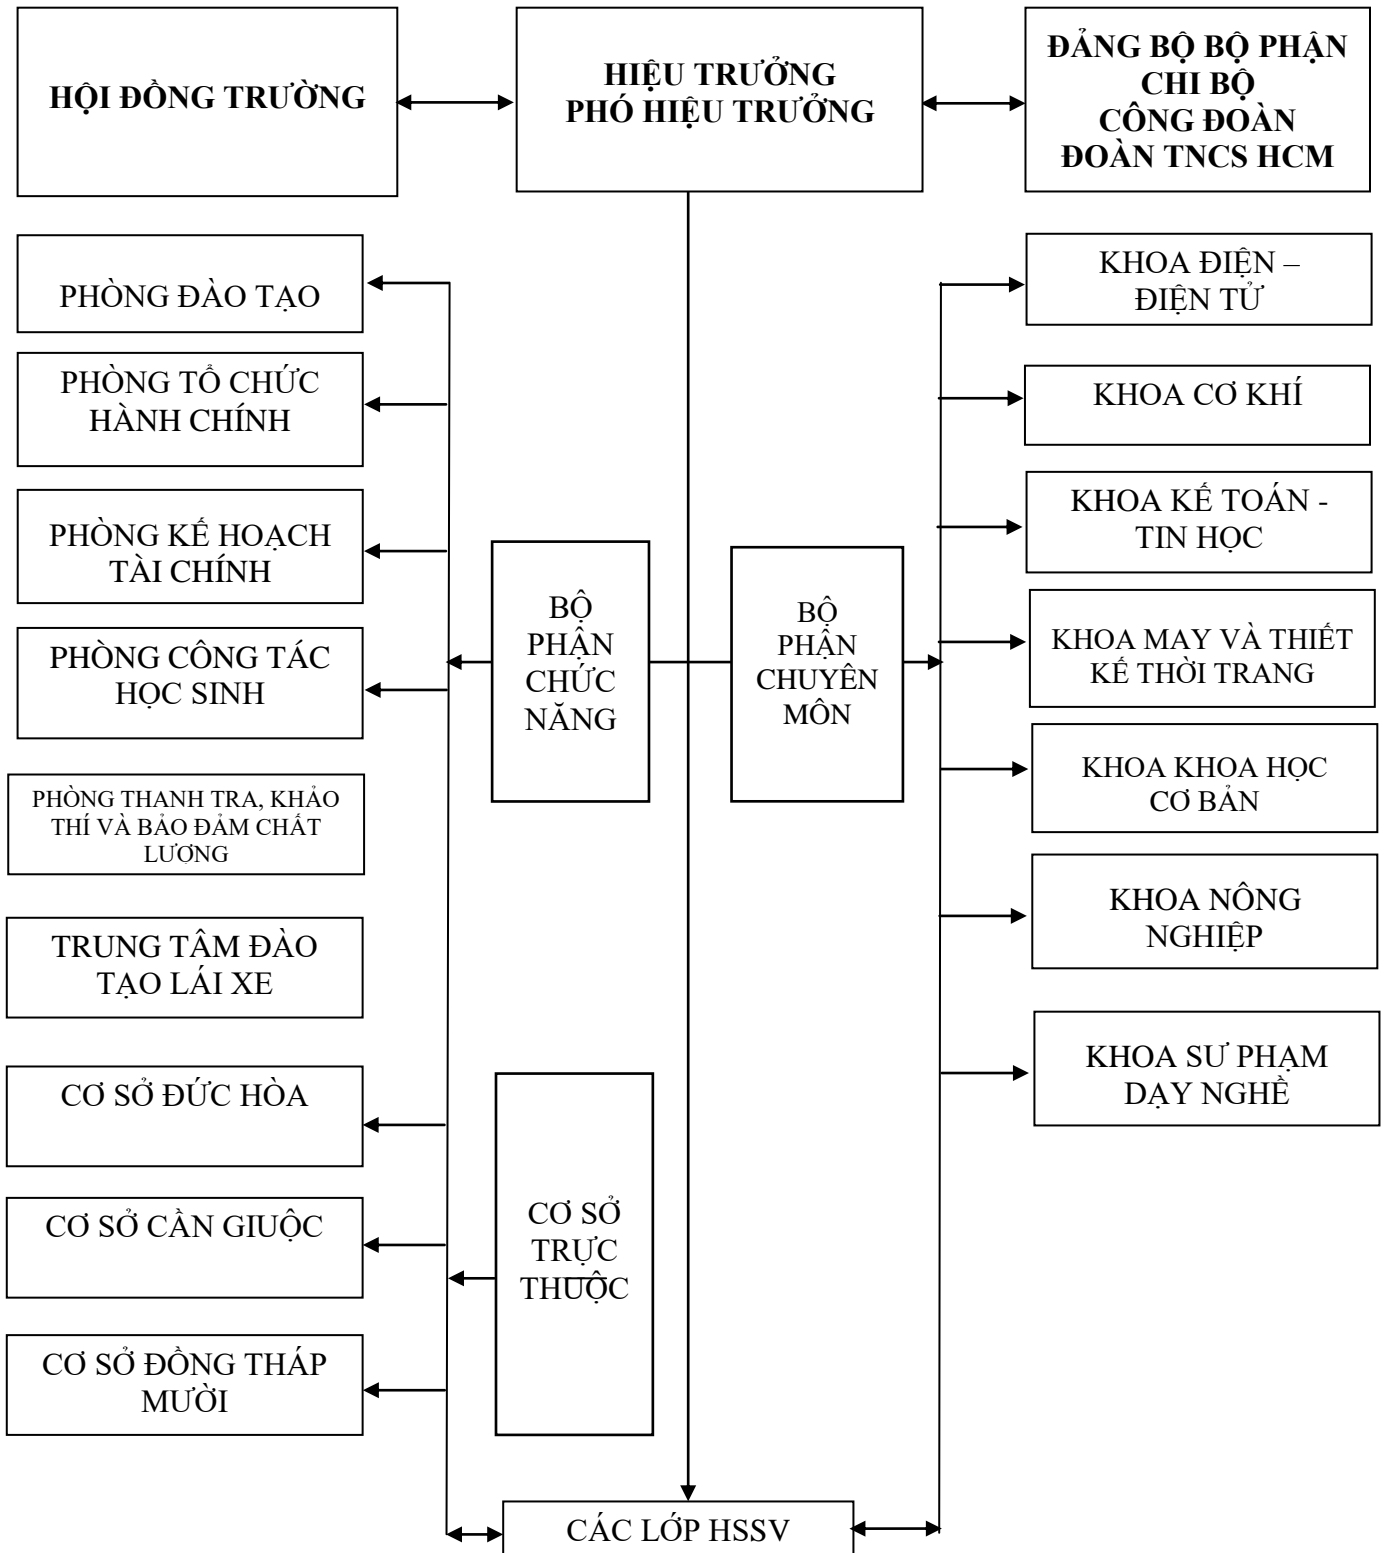 HỘI ĐỒNG TRƯỜNG
HIỆU TRƯỞNG
PHÓ HIỆU TRƯỞNG
ĐẢNG BỘ BỘ PHẬN
CHI BỘ
CÔNG ĐOÀN
ĐOÀN TNCS HCM
PHÒNG ĐÀO TẠO
PHÒNG TỔ CHỨC
HÀNH CHÍNH
PHÒNG KẾ HOẠCH
TÀI CHÍNH
PHÒNG CÔNG TÁC
HỌC SINH
PHÒNG THANH TRA, KHẢO
THÍ VÀ BẢO ĐẢM CHẤT
LƯỢNG
TRUNG TÂM ĐÀO
TẠO LÁI XE
CƠ SỞ ĐỨC HÒA
CƠ SỞ CẦN GIUỘC
CƠ SỞ ĐỒNG THÁP
MƯỜI
BỘ
PHẬN
CHỨC
NĂNG
CƠ SỞ
TRỰC
THUỘC
BỘ
PHẬN
CHUYÊN
MÔN
KHOA ĐIỆN –
ĐIỆN TỬ
KHOA CƠ KHÍ
KHOA KẾ TOÁN -
TIN HỌC
KHOA MAY VÀ THIẾT
KẾ THỜI TRANG
KHOA KHOA HỌC
CƠ BẢN
KHOA NÔNG
NGHIỆP
KHOA SƯ PHẠM
DẠY NGHỀ
CÁC LỚP HSSV